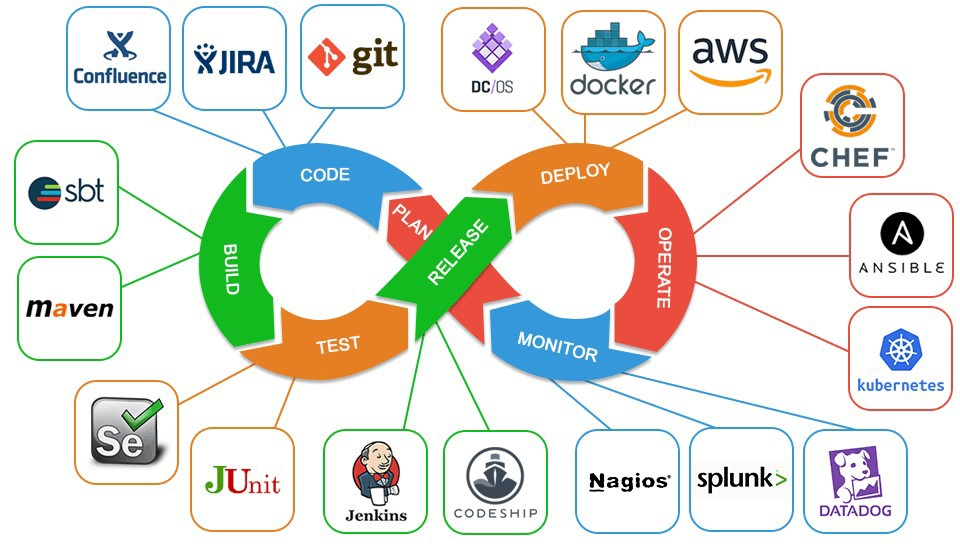 Confluence
JIRA
git
DC/OS
docker
aws
CHEF™
sbt
CODE
DEPLOY
PLAN
RELEASE
BUILD
OPERATE
ANSIBLE
maven
TEST
MONITOR
kubernetes
Se
JUnit
Jenkins
CODESHIP
Nagios®
splunk>
DATADOG